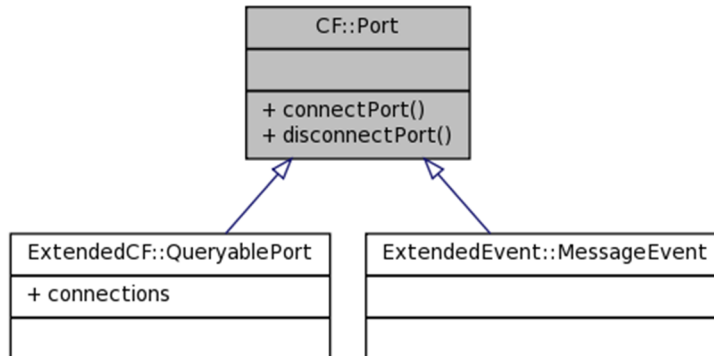 CF::Port
+ connectPort()
+ disconnectPort()
ExtendedCF::QueryablePort
+ connections
ExtendedEvent::MessageEvent